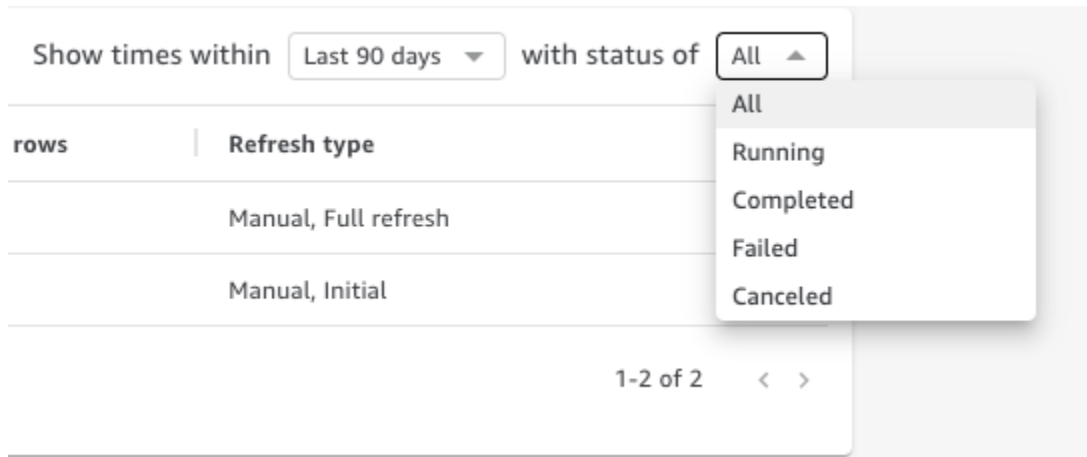 Show times within Last 90 days with status of All
All
rows Refresh type
Running
Completed
Manual, Full refresh
Failed
Manual, Initial
Canceled
1-2 of 2 < >